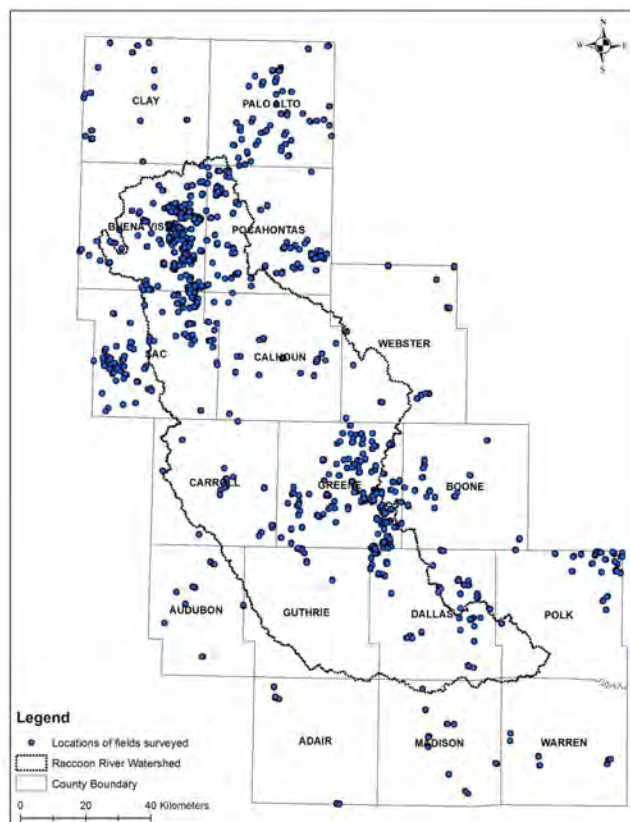 N
W E
S
CLAY
PALO ALTO
BUENA VISTA
POCAHONTAS
SAC
CALHOUN
WEBSTER
CARROLL
GREENE
BOONE
AUDUBON
GUTHRIE
DALLAS
POLK
ADAIR
MADISON
WARREN
Legend
Locations of fields surveyed
Raccoon River Watershed
County Boundary
0 20 40 Kilometers